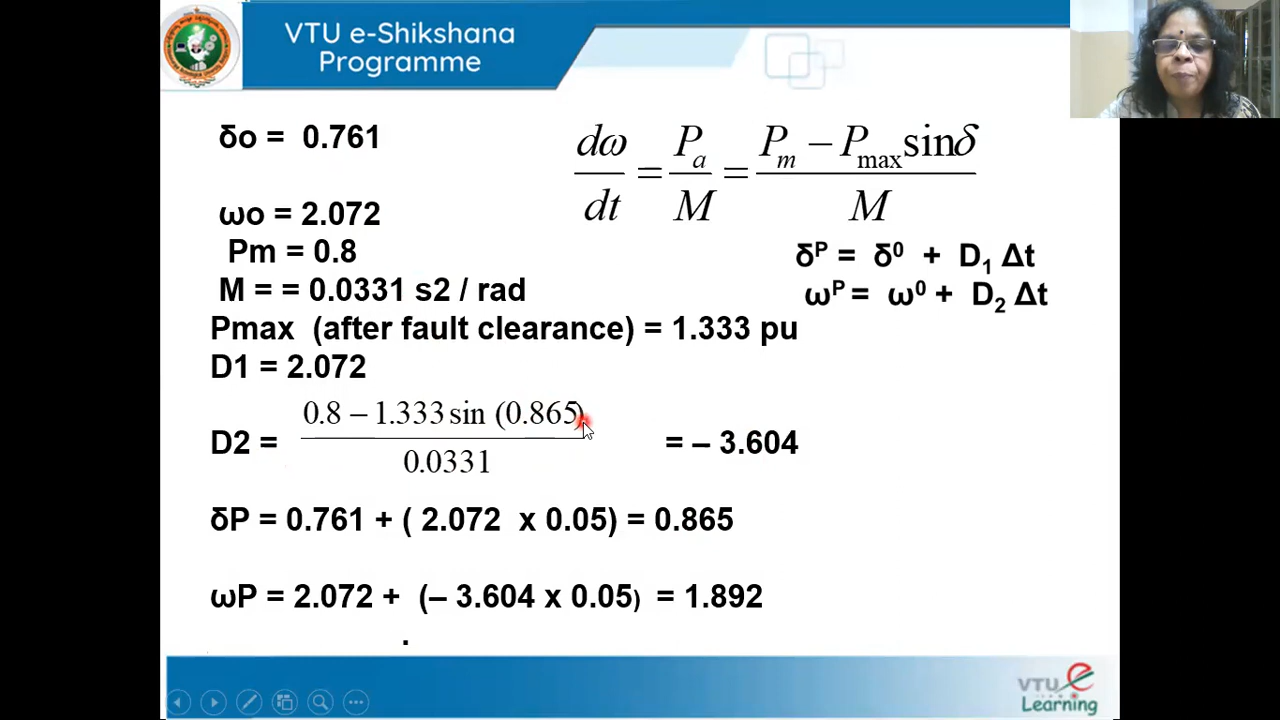 VTU e-Shikshana
Programme
δo = 0.761
dω/dt = Pa/M = (Pm − Pmax sinδ)/M
ωo = 2.072
Pm = 0.8
δᴾ = δ⁰ + D₁ Δt
M = = 0.0331 s2 / rad
ωᴾ = ω⁰ + D₂ Δt
Pmax (after fault clearance) = 1.333 pu
D1 = 2.072
D2 = (0.8 − 1.333 sin (0.865))/0.0331 = – 3.604
δP = 0.761 + ( 2.072 x 0.05) = 0.865
ωP = 2.072 + (– 3.604 x 0.05) = 1.892
.
VTU e
Learning